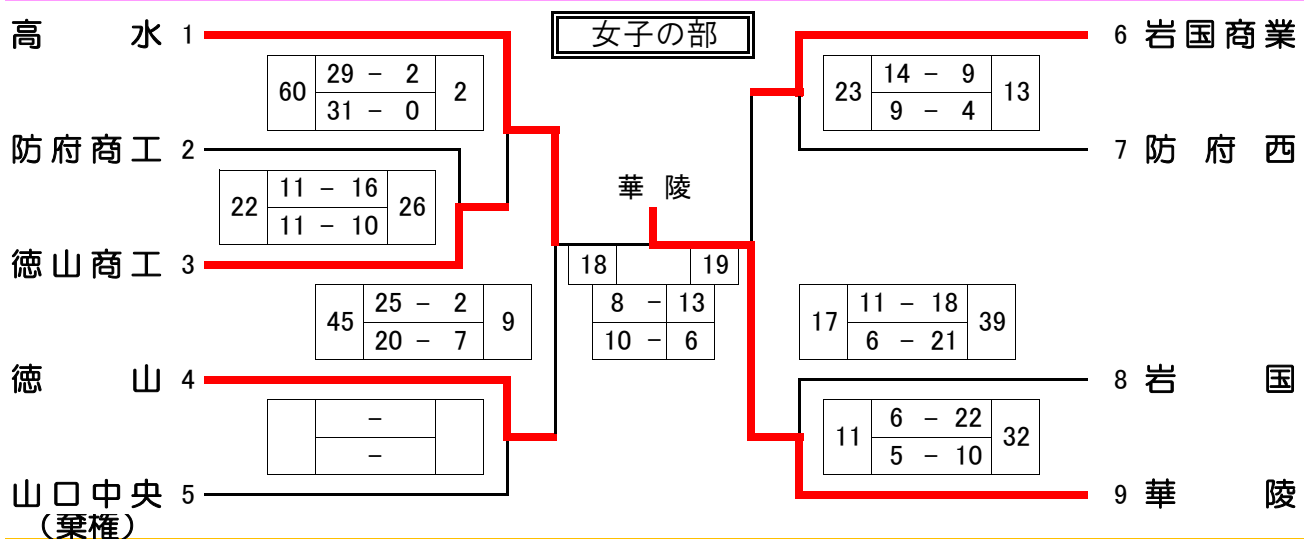 女子の部
高水 1
60 29 － 2 2
31 － 0
防府商工 2
22 11 － 16 26
11 － 10
徳山商工 3
45 25 － 2 9
20 － 7
徳山 4
－
－
山口中央 5
（棄権）
華陵
18 19
8 － 13
10 － 6
6 岩国商業
23 14 － 9 13
9 － 4
7 防府西
17 11 － 18 39
6 － 21
8 岩国
11 6 － 22 32
5 － 10
9 華陵